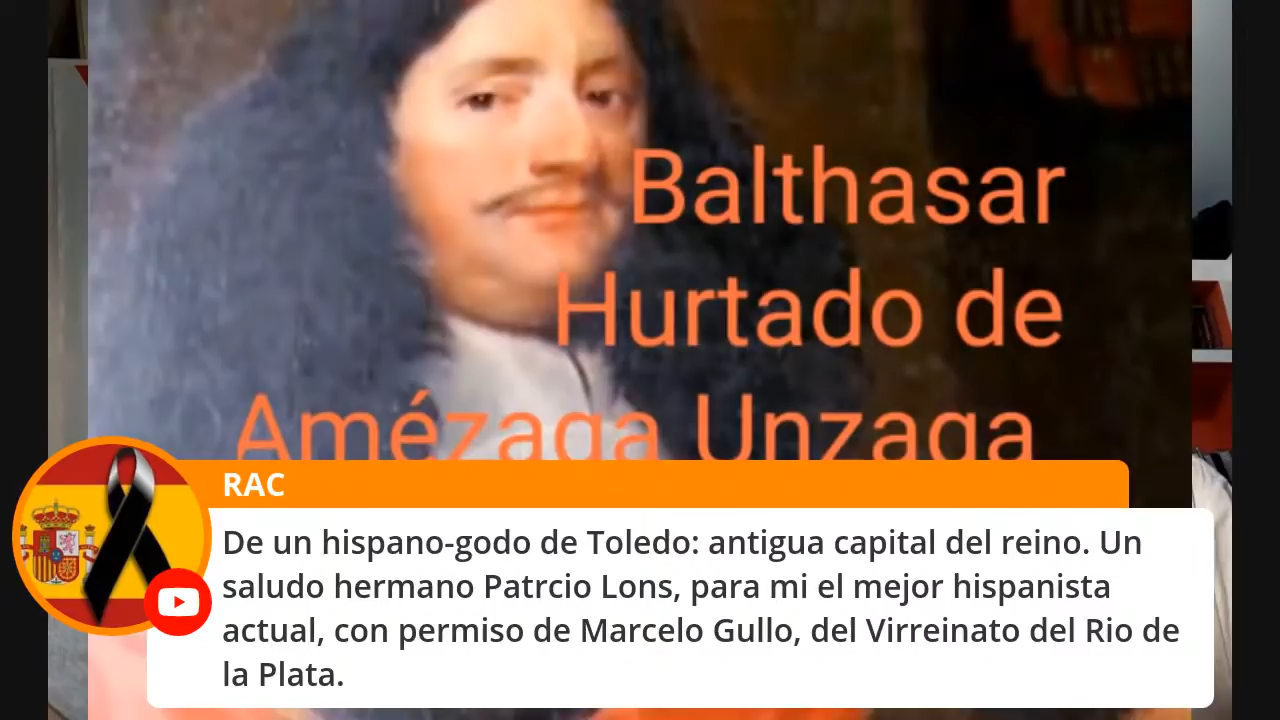 Balthasar
Hurtado de
Amézaga Unzaga
RAC
De un hispano-godo de Toledo: antigua capital del reino. Un
saludo hermano Patrcio Lons, para mi el mejor hispanista
actual, con permiso de Marcelo Gullo, del Virreinato del Rio de
la Plata.